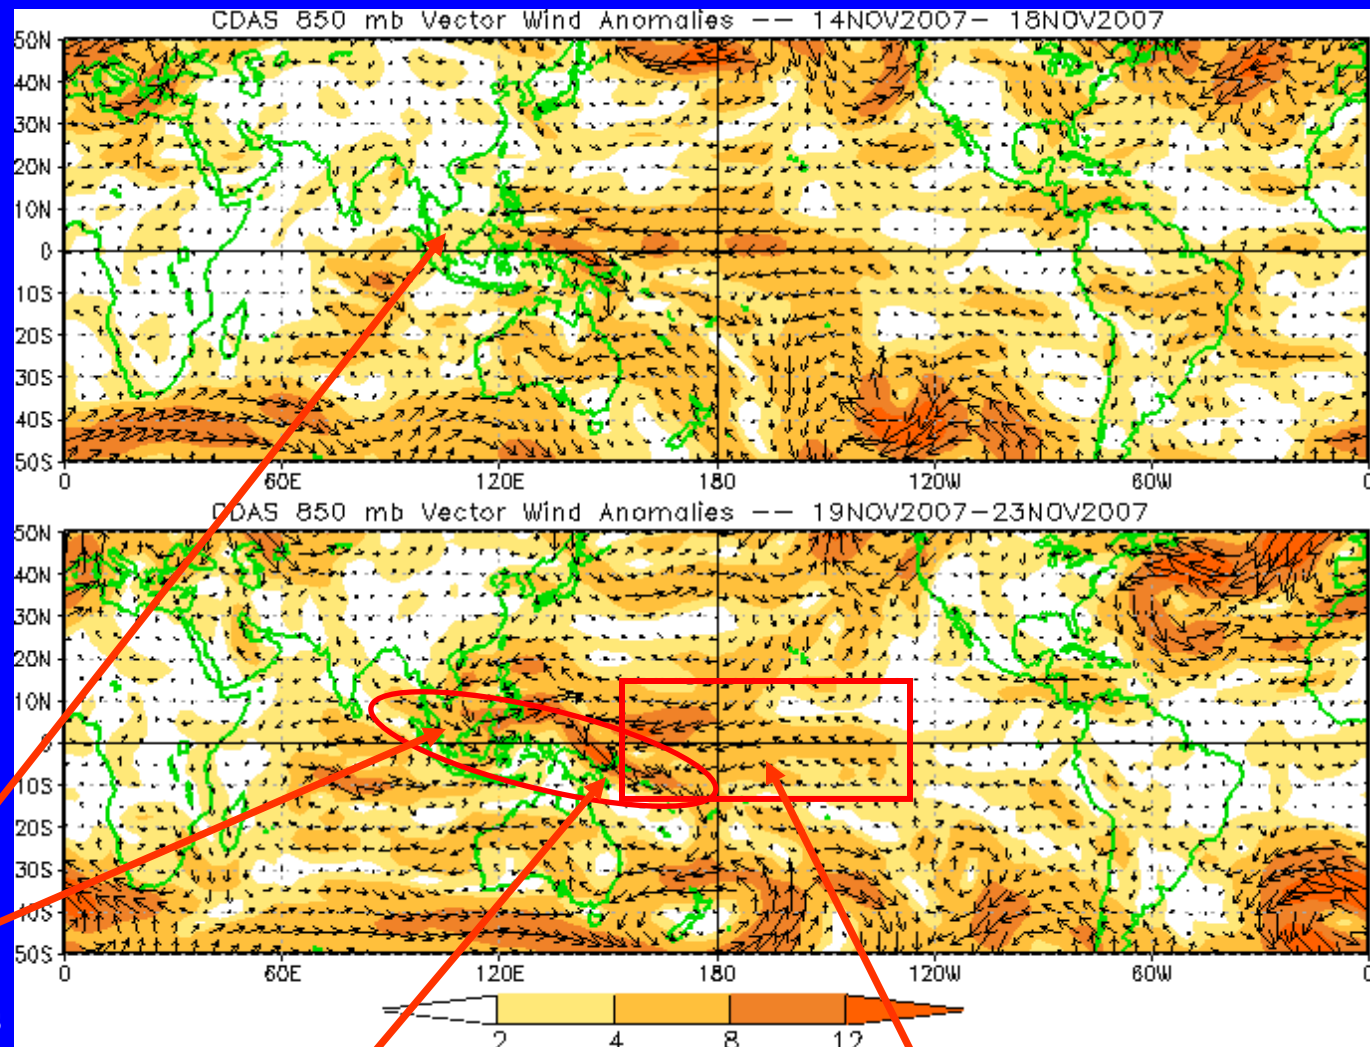 CDAS 850 mb Vector Wind Anomalies -- 14NOV2007- 18NOV2007
50N
40N
30N
20N
10N
0
10S
20S
30S
40S
50S
0 60E 120E 180 120W 60W 0
CDAS 850 mb Vector Wind Anomalies -- 19NOV2007-23NOV2007
50N
40N
30N
20N
10N
0
10S
20S
30S
40S
50S
0 60E 120E 180 120W 60W 0
2 4 8 12